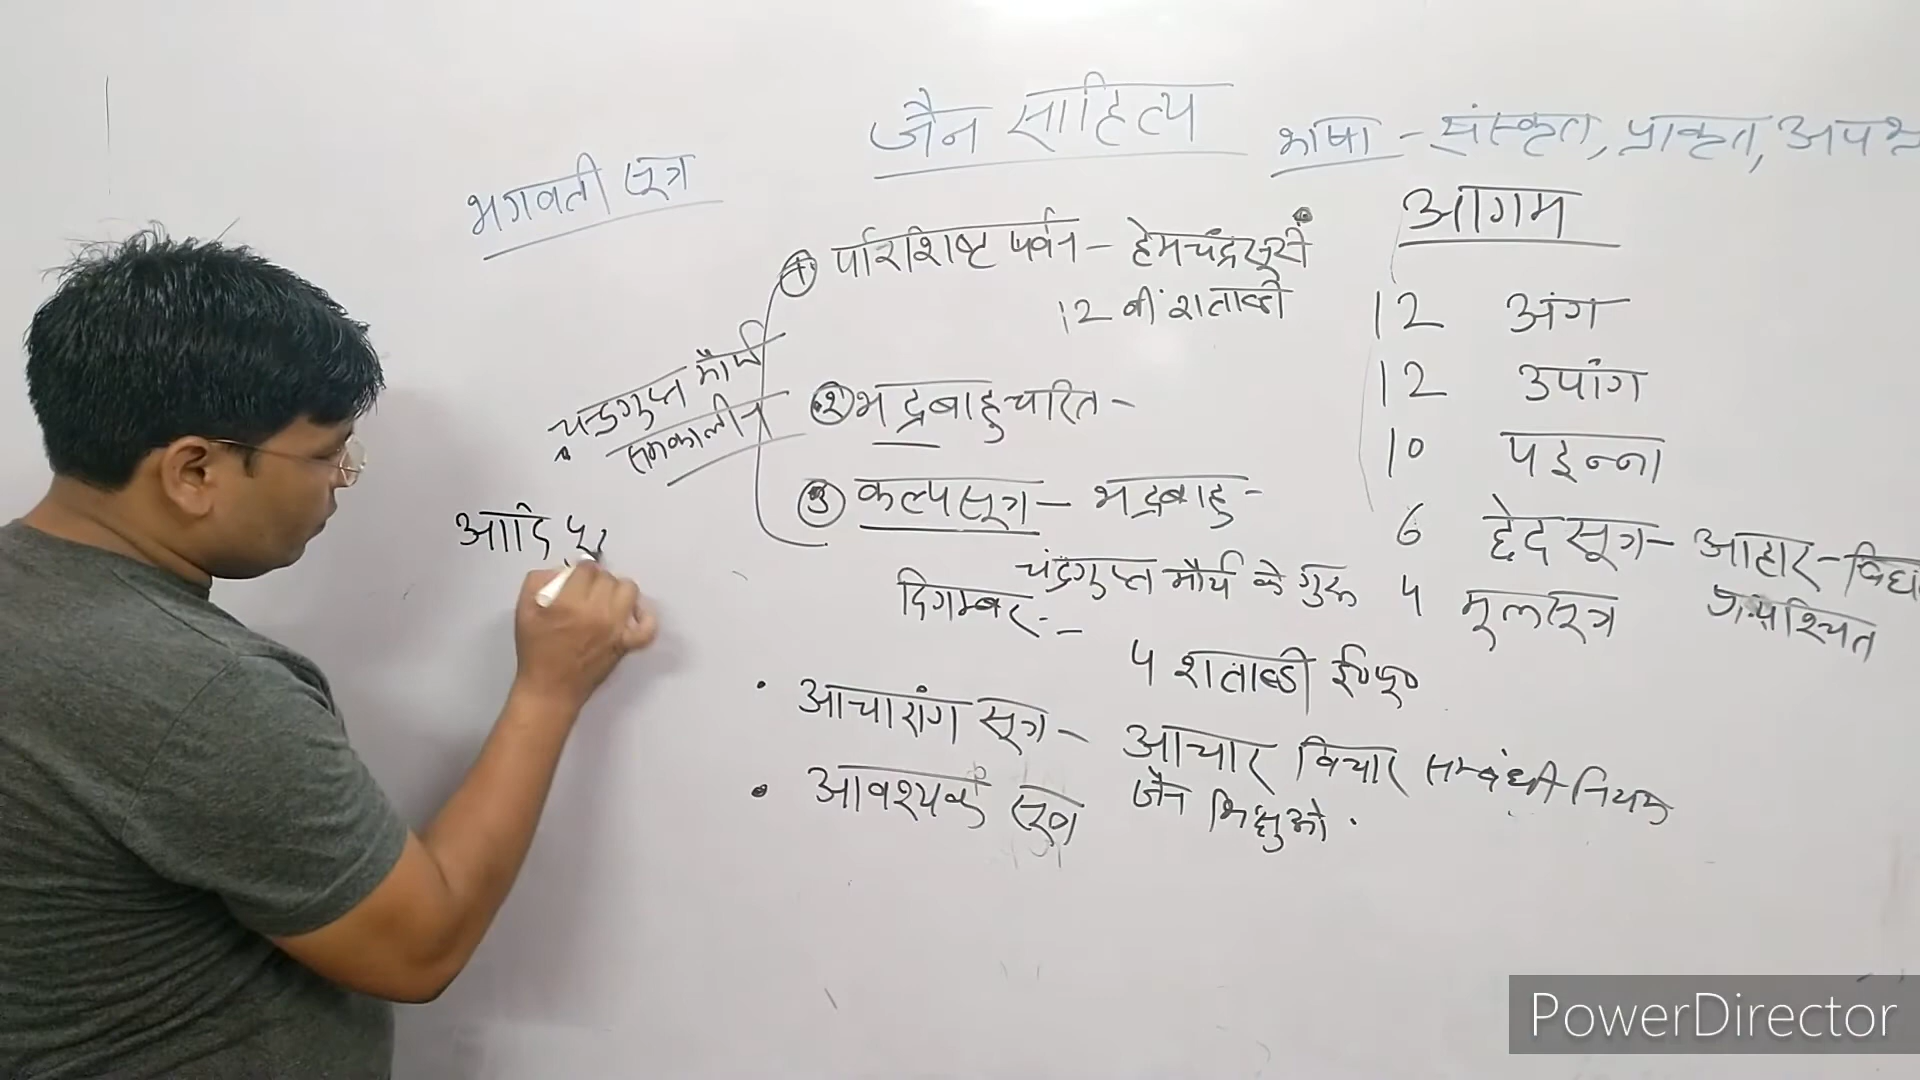 जैन साहित्य
भाषा - संस्कृत, प्राकृत, अपभ्र
भगवती सूत्र
आगम
① परिशिष्ट पर्वन - हेमचंद्र सूरी
12 वीं शताब्दी
12 अंग
12 उपांग
10 पइन्ना
6 छेद सूत्र - आहार - विधा
प्रायश्चित
4 मूलसूत्र
चन्द्रगुप्त मौर्य
समकालीन
② भद्रबाहु चरित -
③ कल्पसूत्र - भद्रबाहु -
चंद्रगुप्त मौर्य के गुरु
आदि पु
दिगम्बर -
4 शताब्दी ई०पू०
• आचारांग सूत्र - आचार विचार सम्बंधी नियम
जैन भिक्षुओ .
• आवश्यक सूत्र
PowerDirector